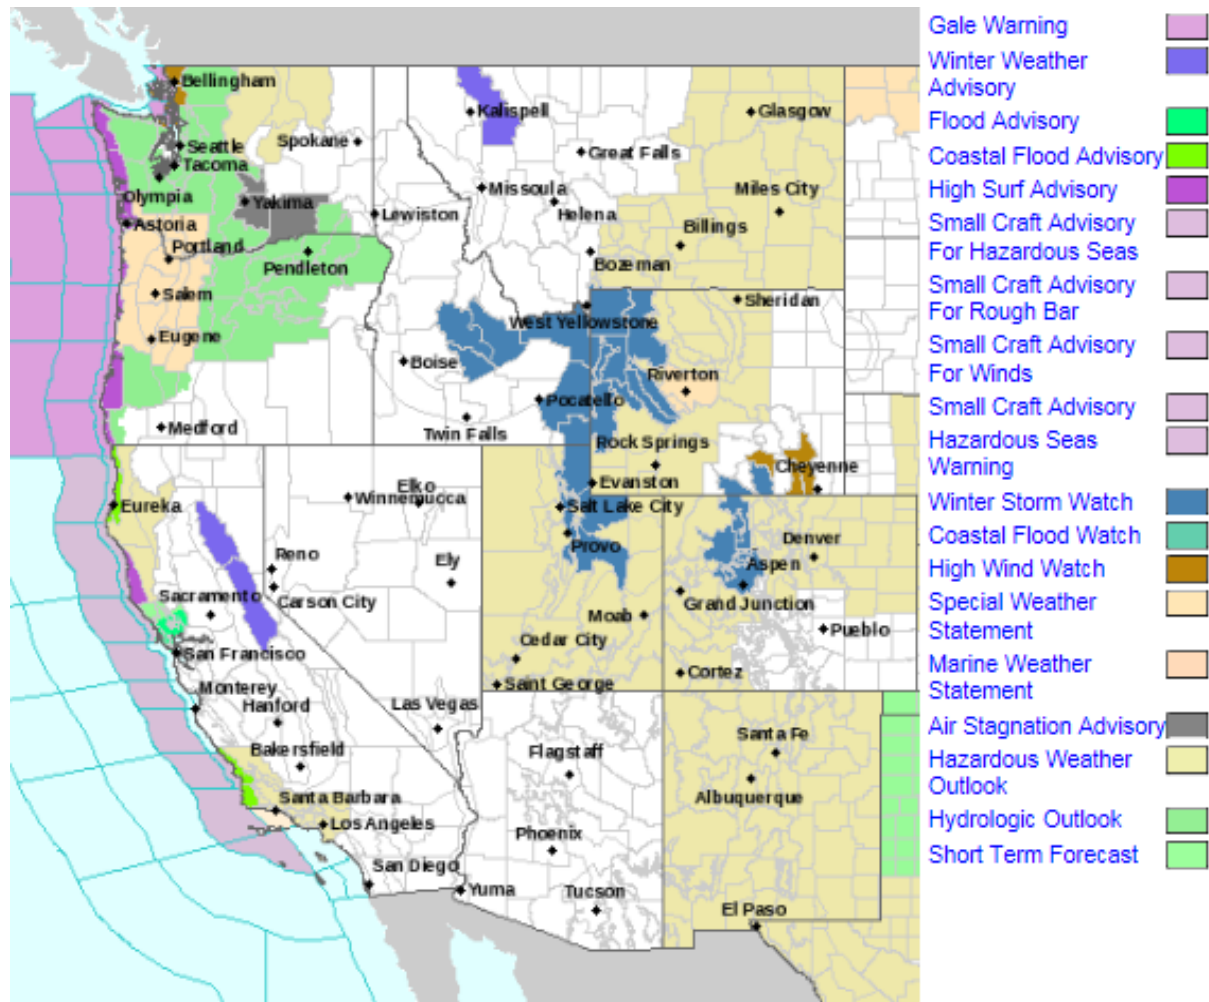 Gale Warning
Winter Weather
Advisory
Flood Advisory
Coastal Flood Advisory
High Surf Advisory
Small Craft Advisory
For Hazardous Seas
Small Craft Advisory
For Rough Bar
Small Craft Advisory
For Winds
Small Craft Advisory
Hazardous Seas
Warning
Winter Storm Watch
Coastal Flood Watch
High Wind Watch
Special Weather
Statement
Marine Weather
Statement
Air Stagnation Advisory
Hazardous Weather
Outlook
Hydrologic Outlook
Short Term Forecast
Bellingham
Kalispell
Glasgow
Seattle
Spokane
Great Falls
Tacoma
Olympia
Yakima
Missoula
Miles City
Astoria
Lewiston
Helena
Billings
Portland
Pendleton
Bozeman
Salem
Sheridan
West Yellowstone
Eugene
Boise
Riverton
Pocatello
Medford
Twin Falls
Rock Springs
Cheyenne
Evanston
Elko
Winnemucca
Eureka
Salt Lake City
Provo
Denver
Reno
Ely
Aspen
Sacramento
Carson City
Grand Junction
Moab
Pueblo
San Francisco
Cedar City
Cortez
Saint George
Monterey
Hanford
Las Vegas
Santa Fe
Bakersfield
Flagstaff
Albuquerque
Santa Barbara
Los Angeles
Phoenix
San Diego
Yuma
Tucson
El Paso